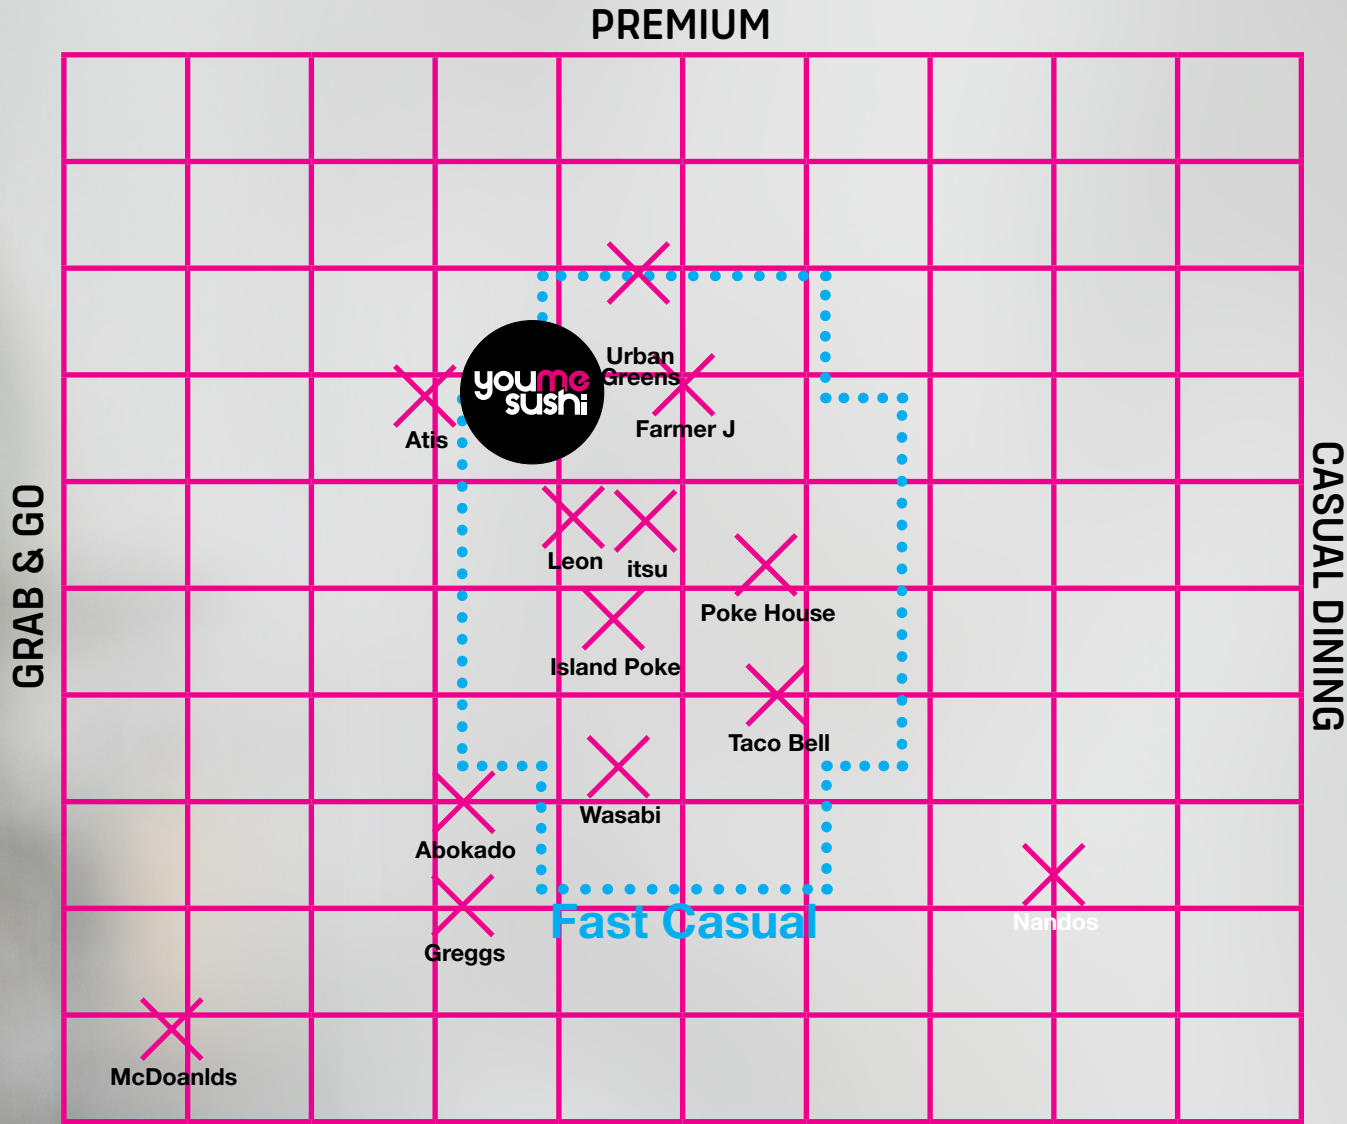 PREMIUM
GRAB & GO
CASUAL DINING
Urban
Greens
youme
sushi
Atis
Farmer J
Leon
itsu
Poke House
Island Poke
Taco Bell
Wasabi
Abokado
Fast Casual
Nandos
Greggs
McDoanlds